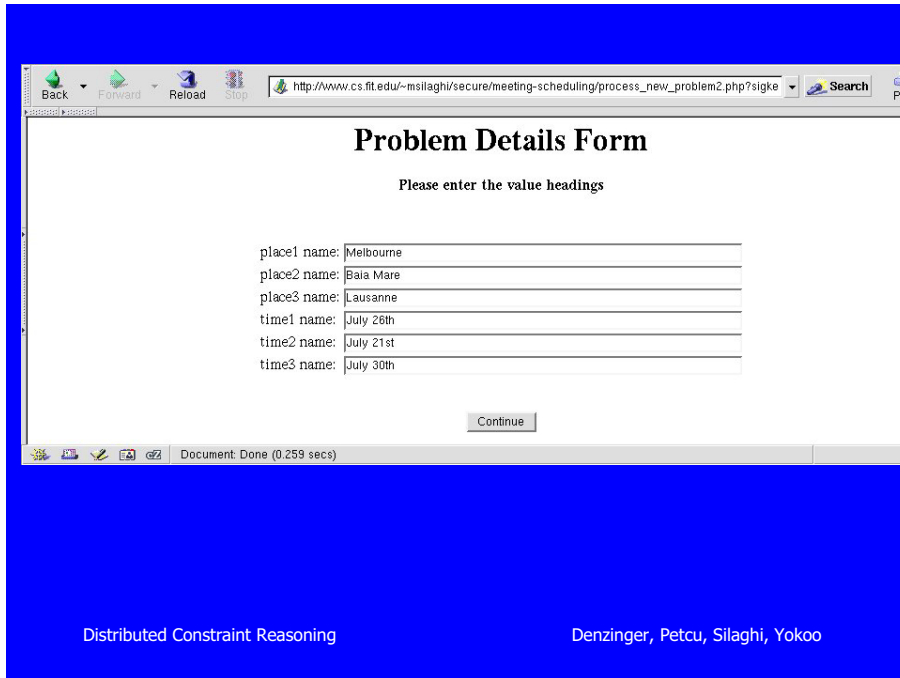 Back
Forward
Reload
Stop
http://www.cs.fit.edu/~msilaghi/secure/meeting-scheduling/process_new_problem2.php?sigke
Search
P
Problem Details Form
Please enter the value headings
place1 name: Melbourne
place2 name: Baia Mare
place3 name: Lausanne
time1 name: July 26th
time2 name: July 21st
time3 name: July 30th
Continue
Document: Done (0.259 secs)
Distributed Constraint Reasoning
Denzinger, Petcu, Silaghi, Yokoo